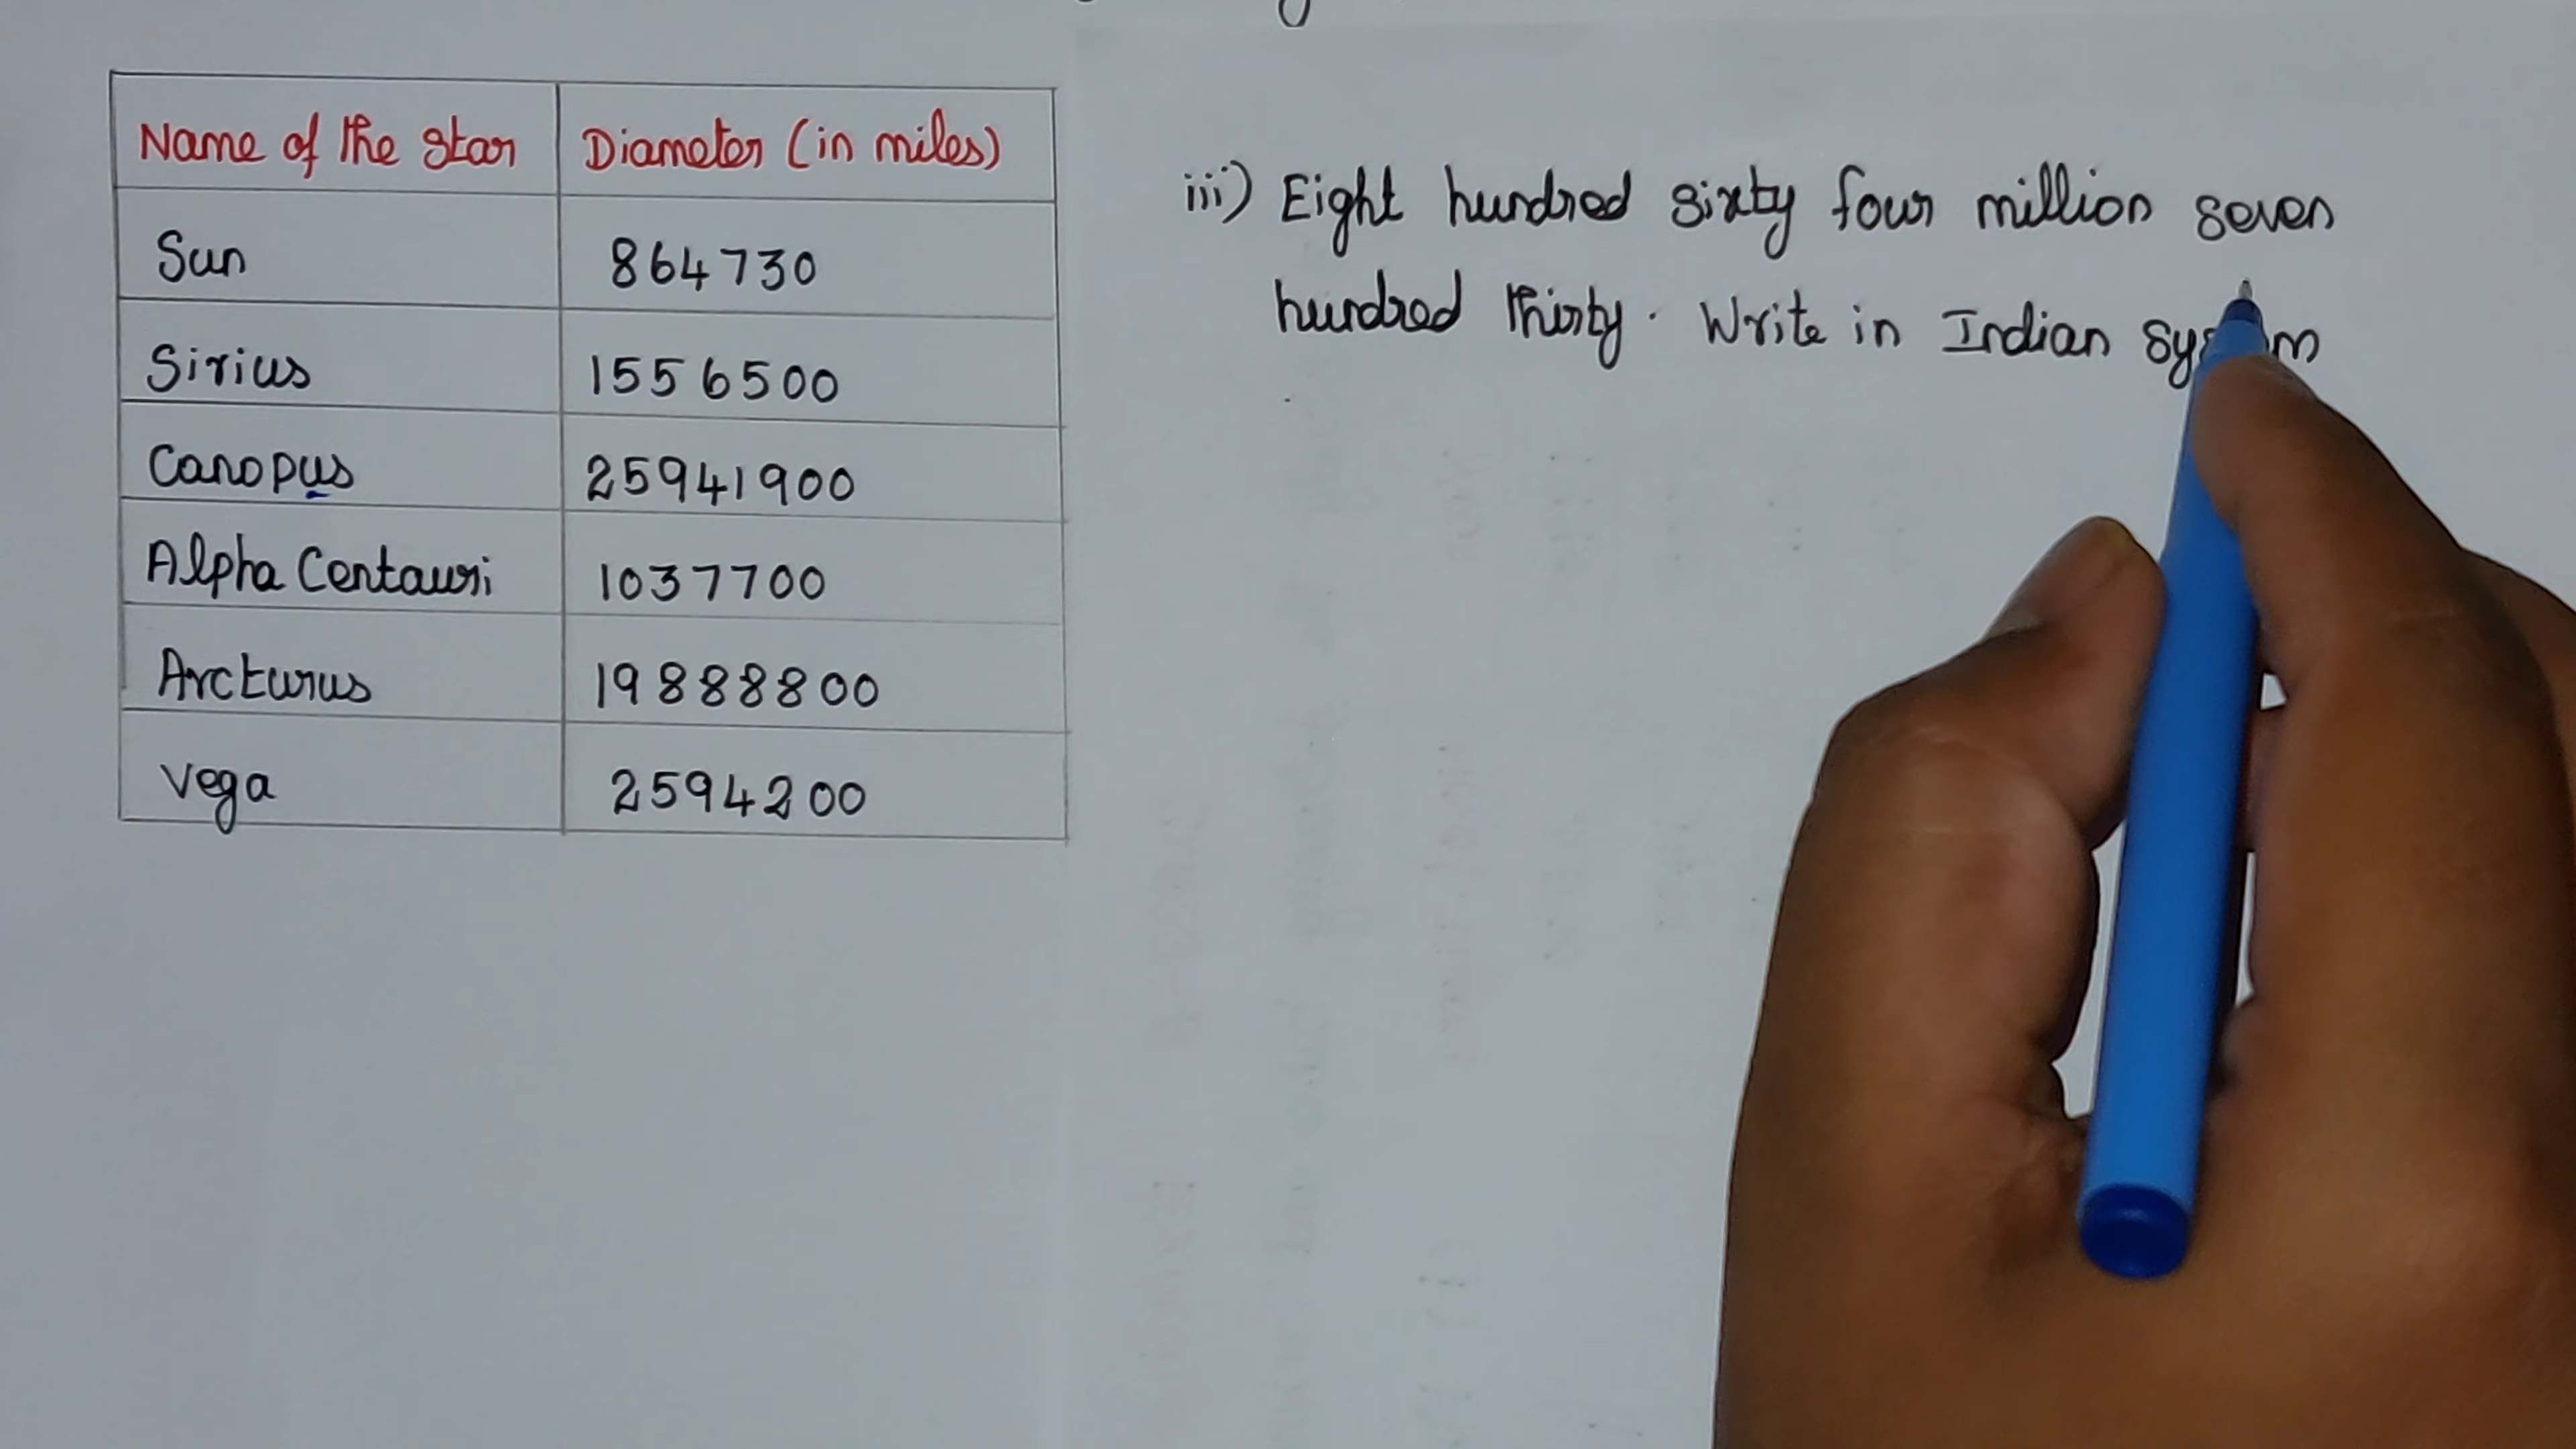 Name of the star Diameter (in miles)
Sun 864730
Sirius 1556500
Canopus 25941900
Alpha Centauri 1037700
Arcturus 19888800
Vega 2594200
iii) Eight hundred sixty four million seven
hundred thirty. Write in Indian